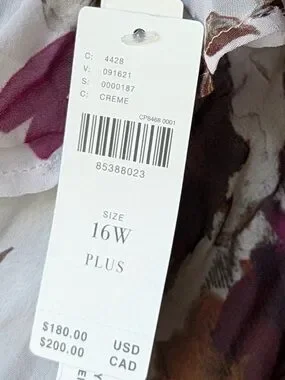 C: 4428
V: 091621
S: 0000187
C: CREME
CP8468 0001
85388023
SIZE
16W
PLUS
$180.00 USD
$200.00 CAD